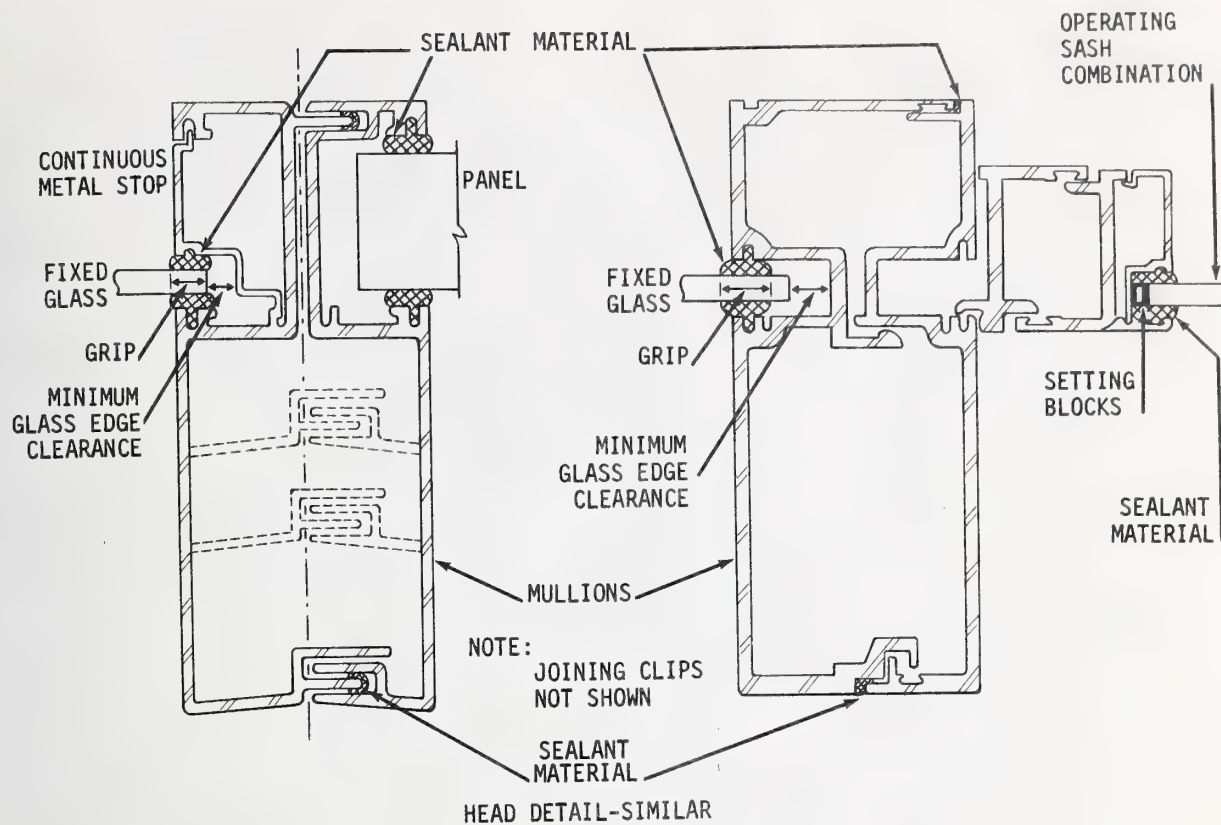 SEALANT MATERIAL
OPERATING
SASH
COMBINATION
CONTINUOUS
METAL STOP
PANEL
FIXED
GLASS
FIXED
GLASS
GRIP
GRIP
MINIMUM
GLASS EDGE
CLEARANCE
SETTING
BLOCKS
MINIMUM
GLASS EDGE
CLEARANCE
SEALANT
MATERIAL
MULLIONS
NOTE:
JOINING CLIPS
NOT SHOWN
SEALANT
MATERIAL
HEAD DETAIL-SIMILAR